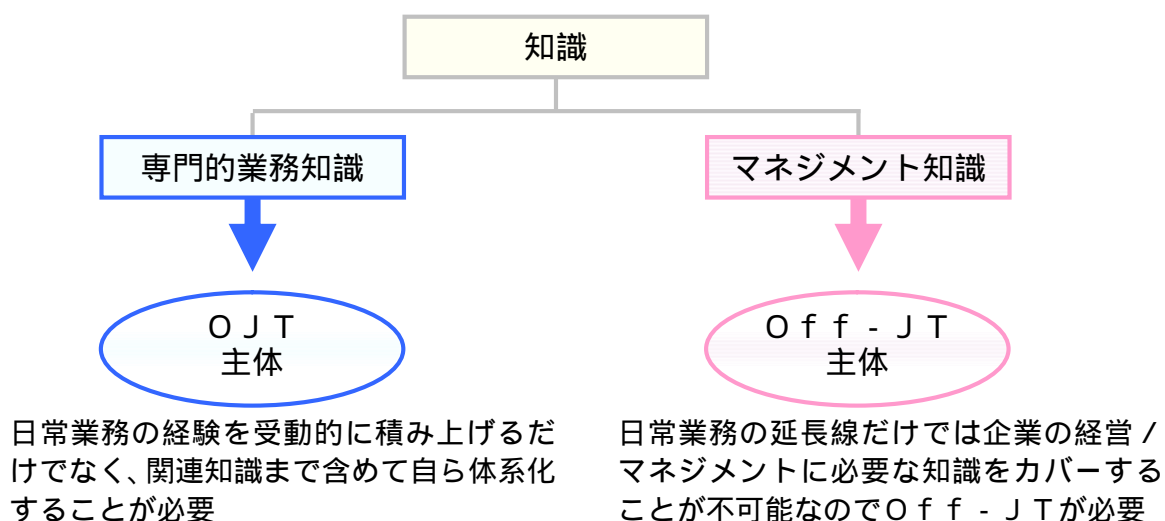 知識
専門的業務知識
マネジメント知識
ＯＪＴ
主体
Ｏｆｆ‐ＪＴ
主体
日常業務の経験を受動的に積み上げるだ
けでなく、関連知識まで含めて自ら体系化
することが必要
日常業務の延長線だけでは企業の経営／
マネジメントに必要な知識をカバーする
ことが不可能なのでＯｆｆ‐ＪＴが必要